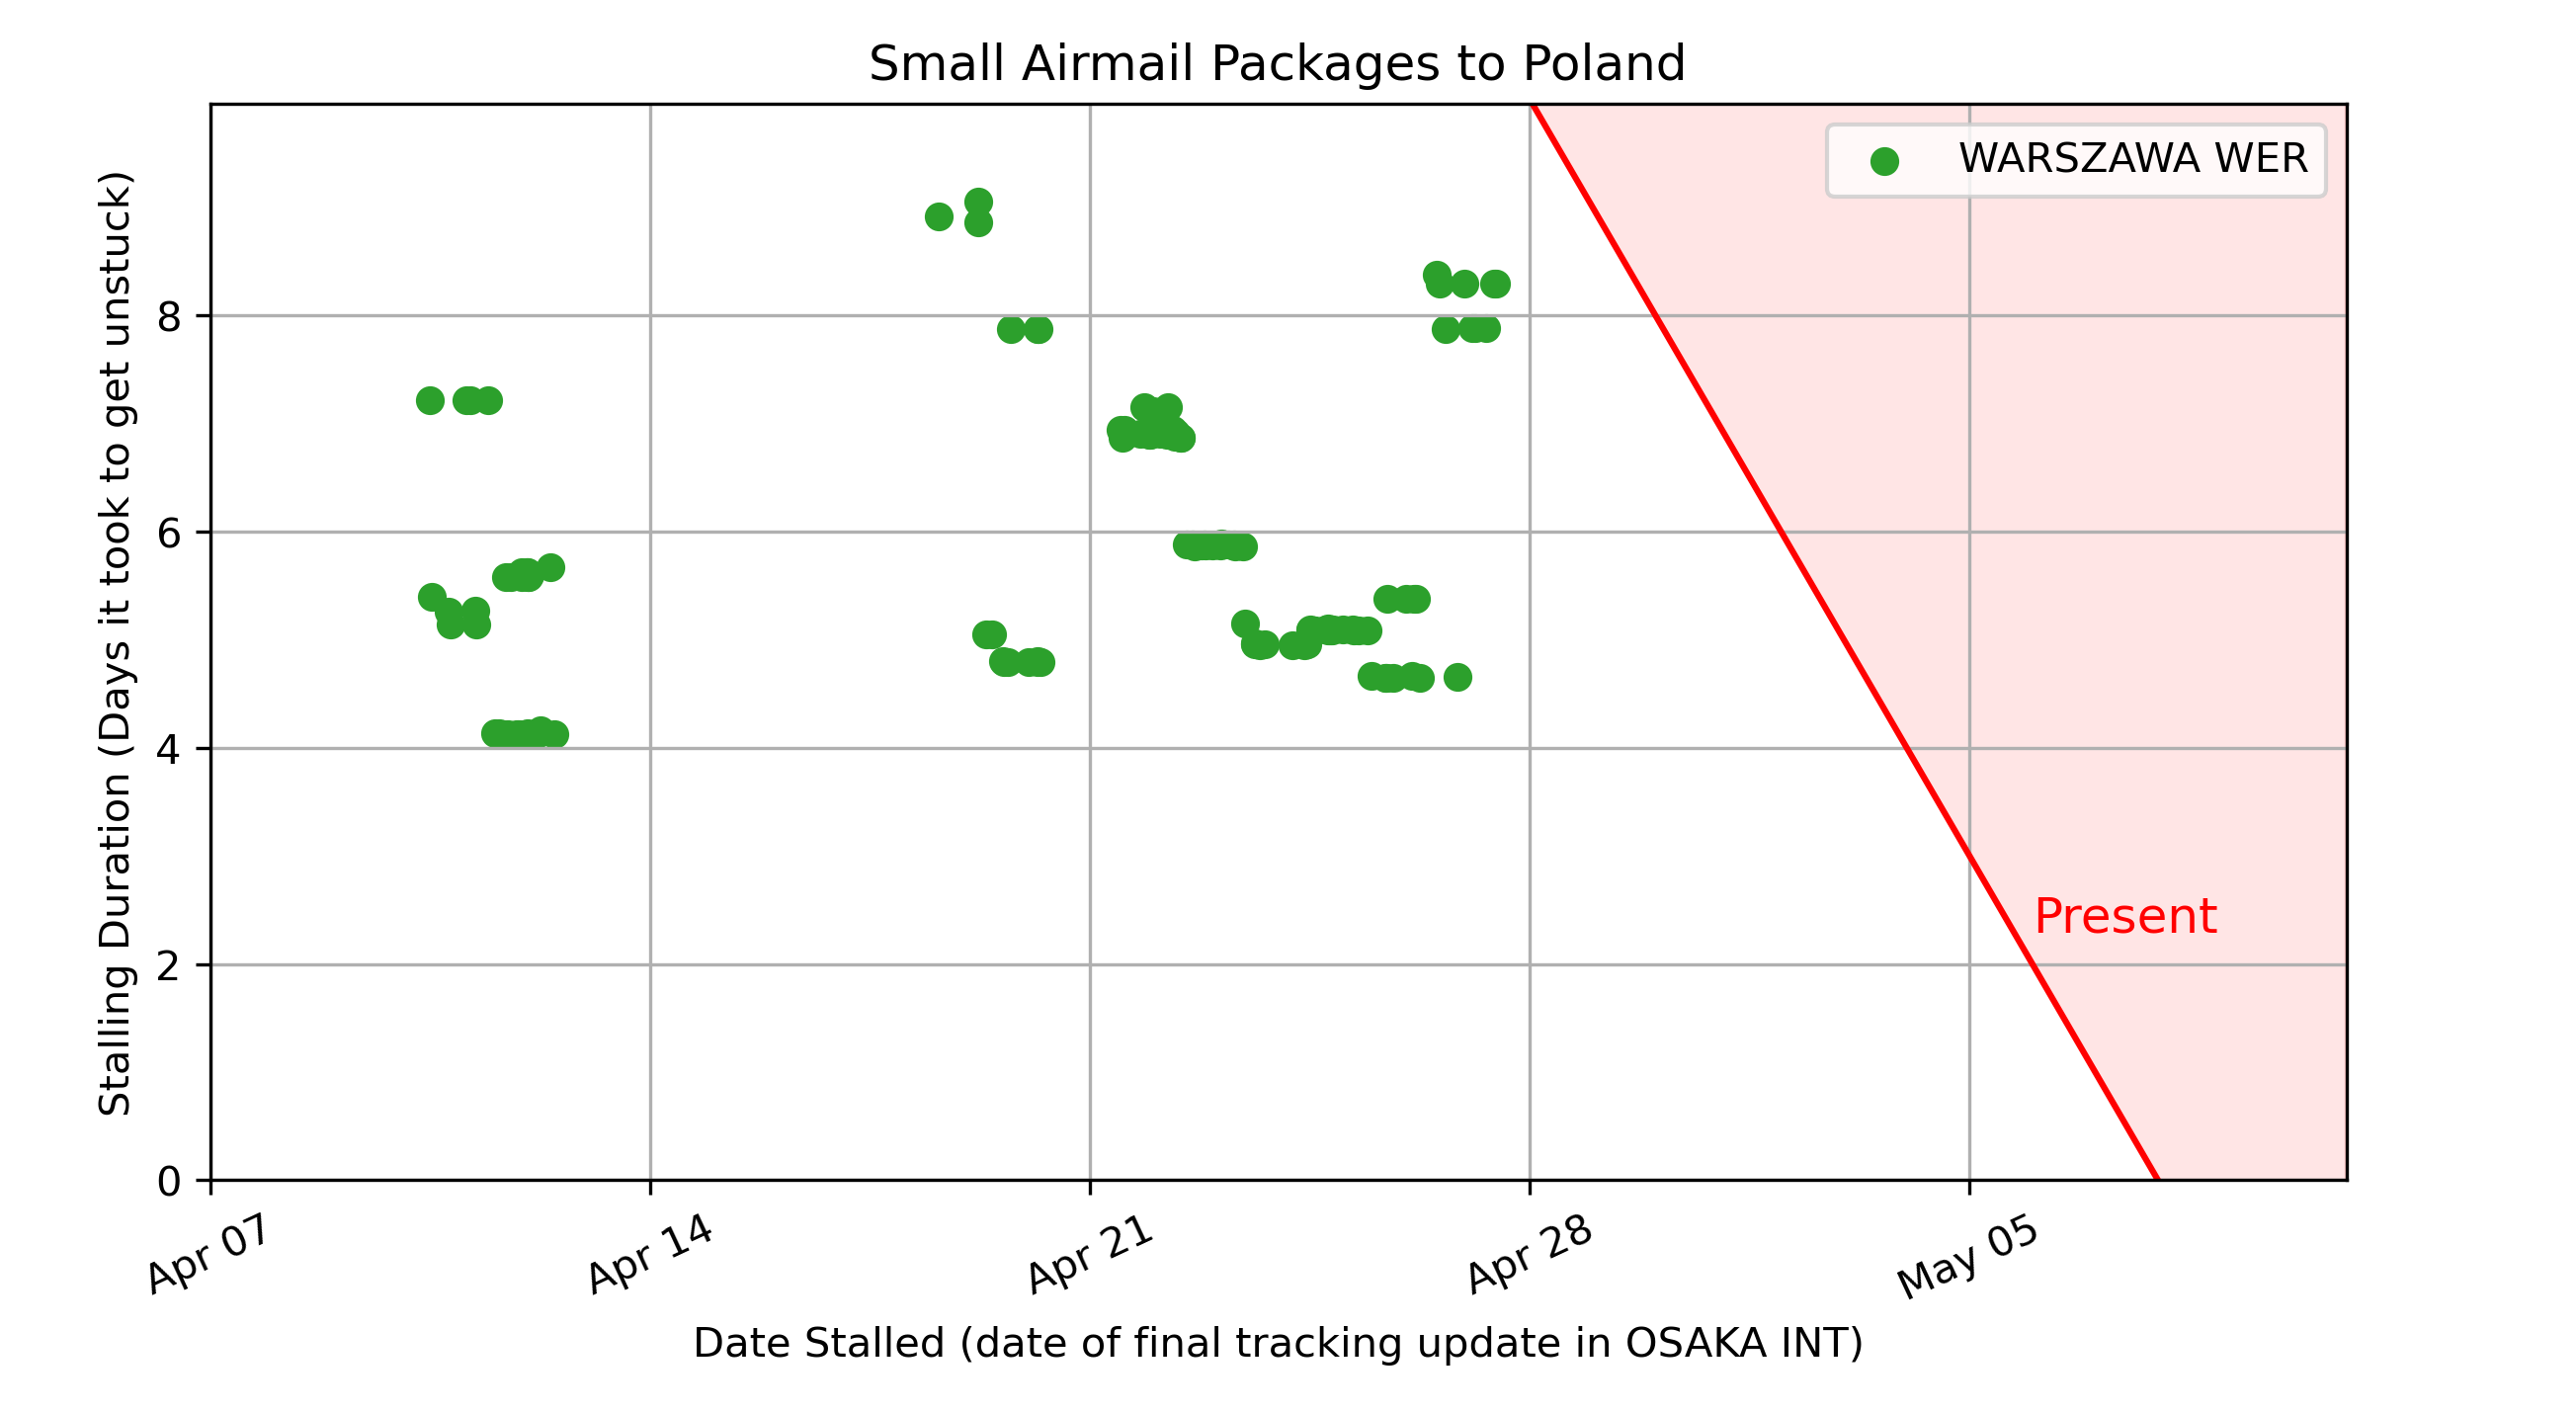 Small Airmail Packages to Poland
WARSZAWA WER
Stalling Duration (Days it took to get unstuck)
8
6
4
2
0
Present
Apr 07
Apr 14
Apr 21
Apr 28
May 05
Date Stalled (date of final tracking update in OSAKA INT)